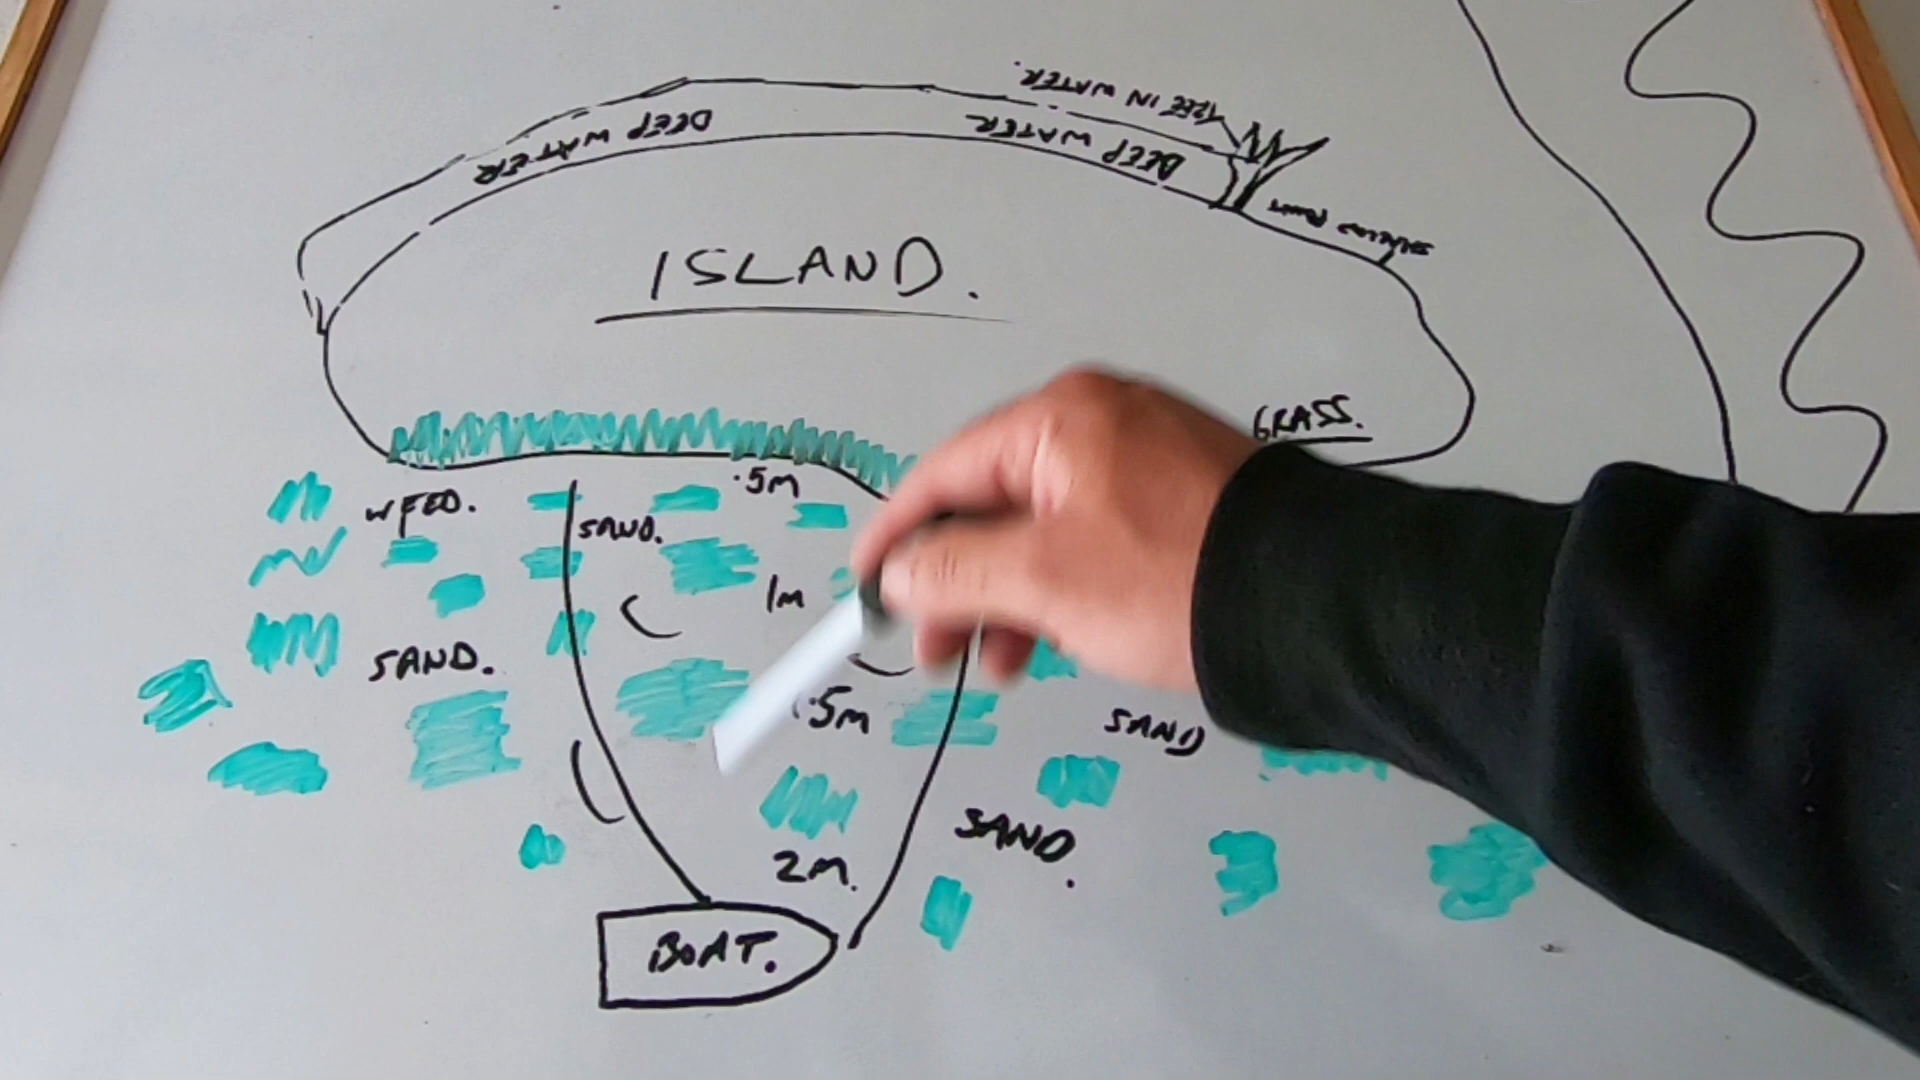 TREE IN WATER.
DEEP WATER
DEEP WATER
ISLAND.
GRASS.
.5m
WEED.
SAND.
1m
SAND.
.5m
SAND
SAND.
2m.
BOAT.